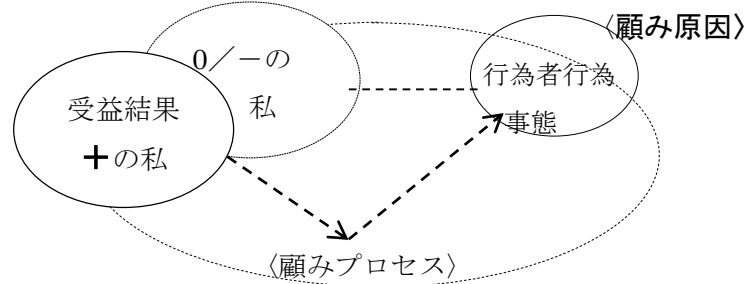 〈顧み原因〉
0/−の
私
行為者行為
事態
受益結果
+の私
〈顧みプロセス〉